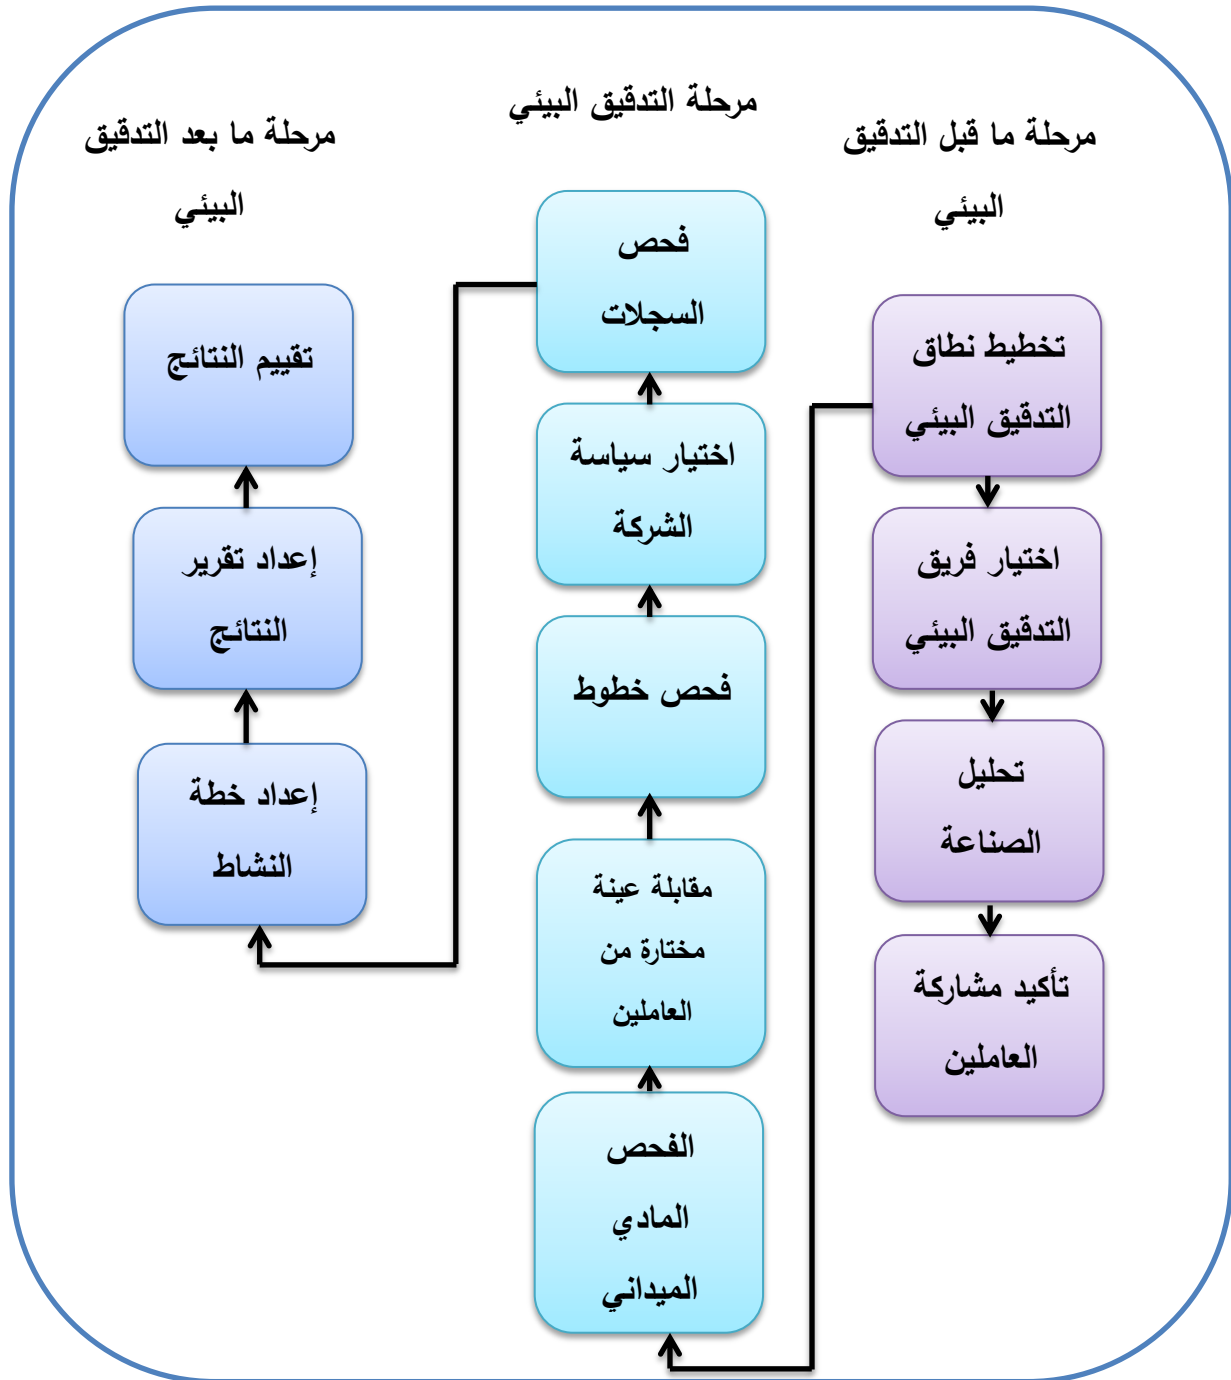 مرحلة ما قبل التدقيق
البيئي
تخطيط نطاق
التدقيق البيئي
اختيار فريق
التدقيق البيئي
تحليل
الصناعة
تأكيد مشاركة
العاملين
مرحلة التدقيق البيئي
فحص
السجلات
اختيار سياسة
الشركة
فحص خطوط
مقابلة عينة
مختارة من
العاملين
الفحص
المادي
الميداني
مرحلة ما بعد التدقيق
البيئي
تقييم النتائج
إعداد تقرير
النتائج
إعداد خطة
النشاط